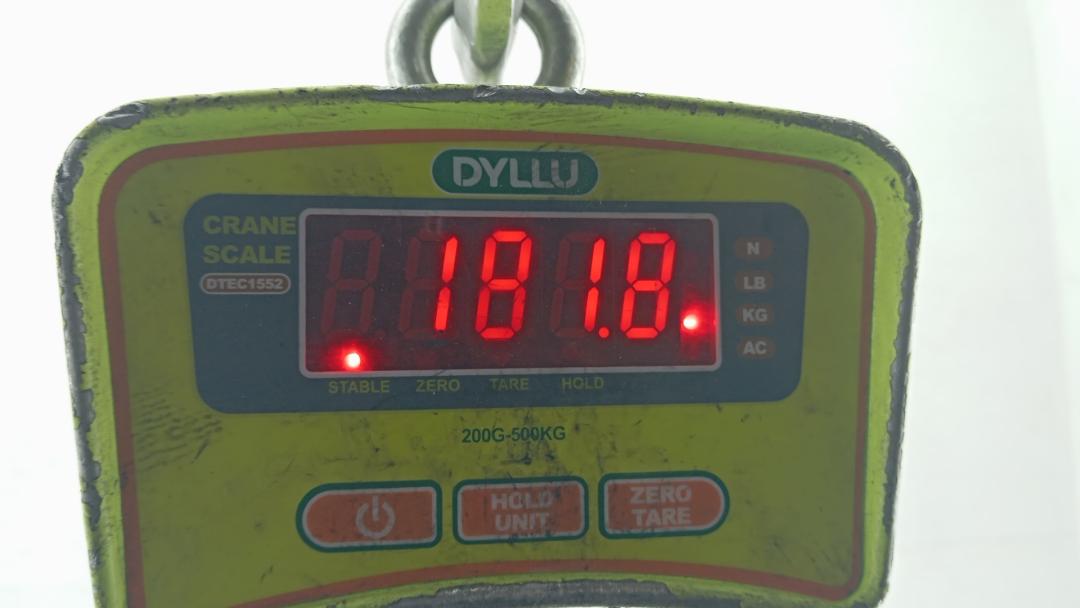 DYLLU
CRANE
SCALE
DTEC1552
181.8
N
LB
KG
AC
STABLE ZERO TARE HOLD
200G-500KG
HOLD
UNIT
ZERO
TARE